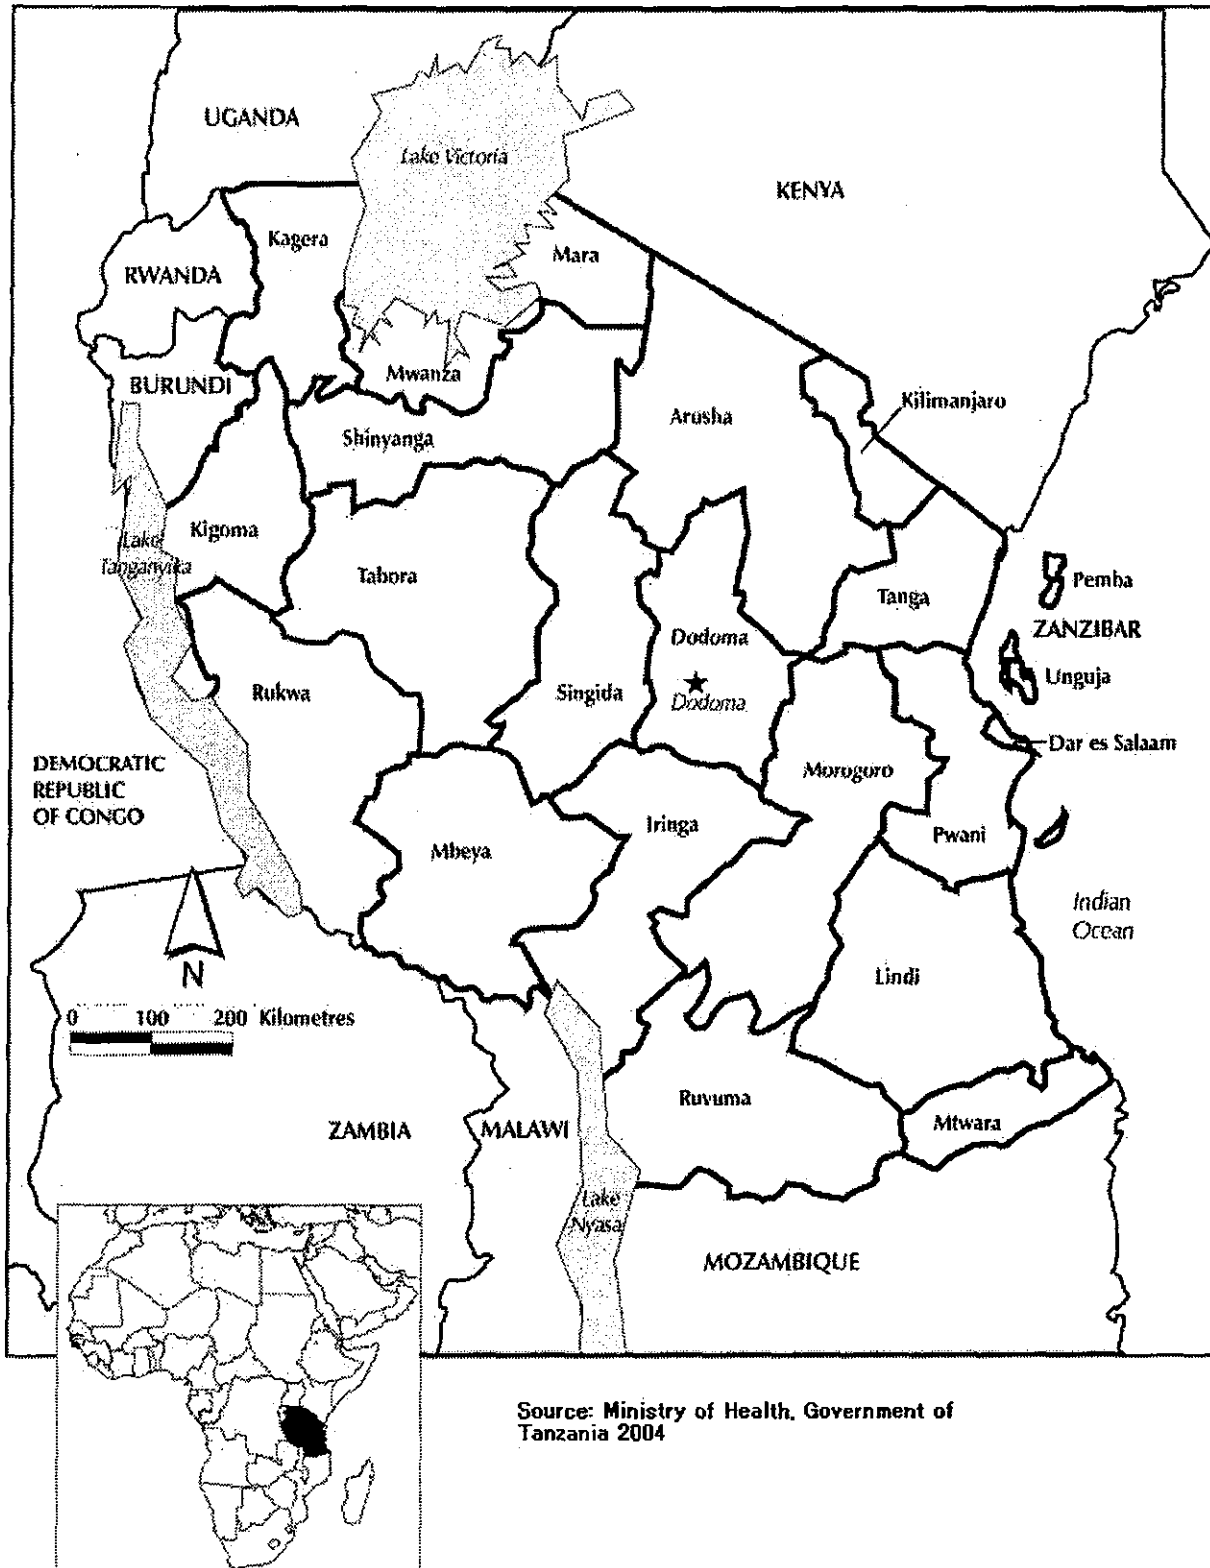 UGANDA
Lake Victoria
KENYA
Kagera
Mara
RWANDA
Mwanza
BURUNDI
Kilimanjaro
Arusha
Shinyanga
Kigoma
Lake
Tanganyika
Tabora
Pemba
Tanga
ZANZIBAR
Dodoma
Unguja
Rukwa
Singida
Dodoma
Dar es Salaam
DEMOCRATIC
REPUBLIC
OF CONGO
Morogoro
Iringa
Pwani
Mbeya
Indian
Ocean
N
Lindi
0 100 200 Kilometres
Ruvuma
Mtwara
ZAMBIA
MALAWI
Lake
Nyasa
MOZAMBIQUE
Source: Ministry of Health, Government of
Tanzania 2004